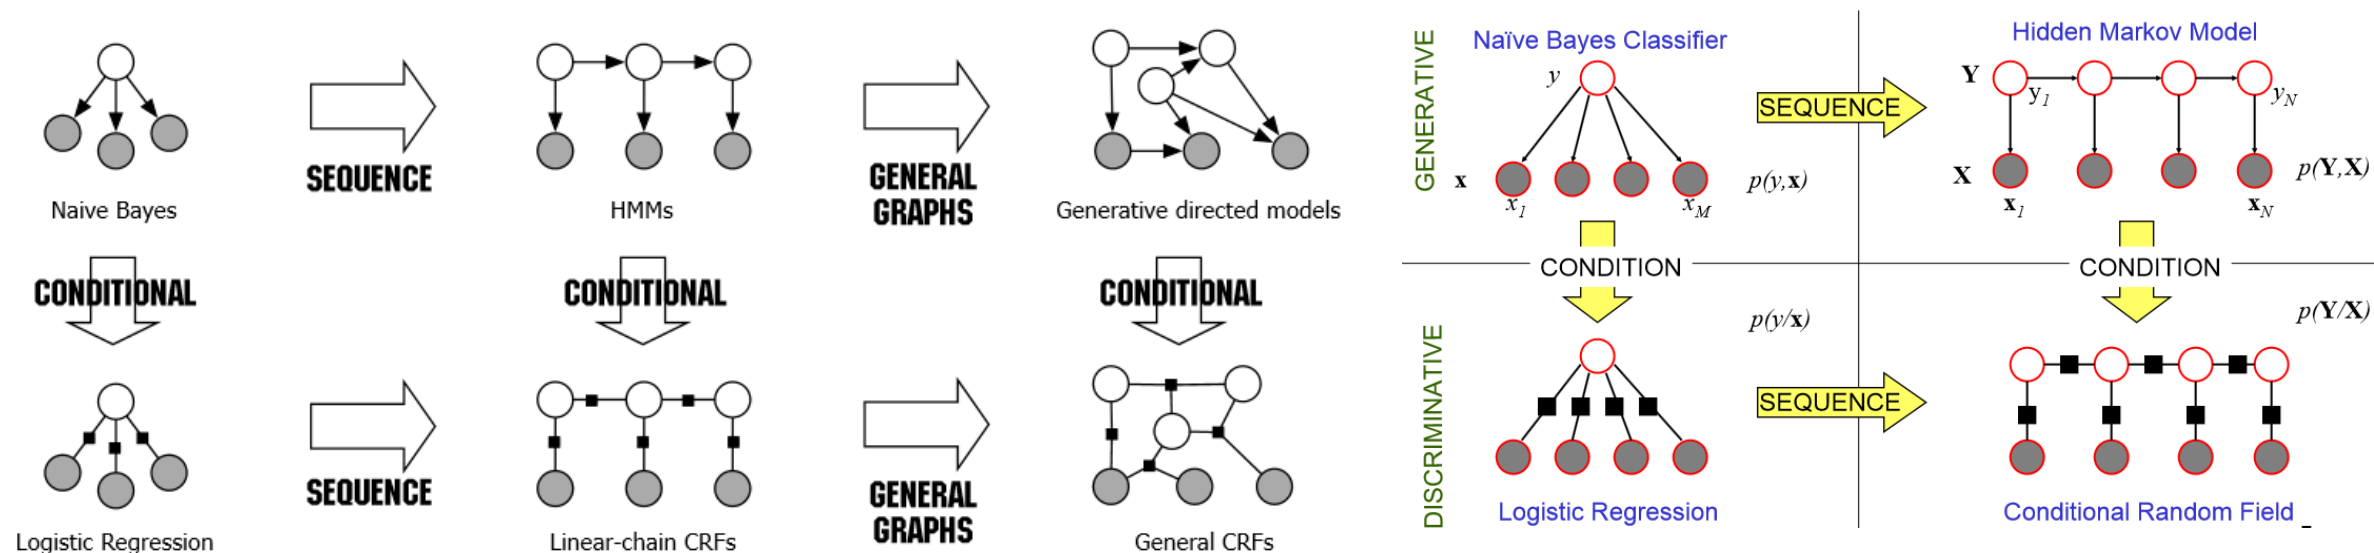 Naive Bayes
SEQUENCE
HMMs
GENERAL
GRAPHS
Generative directed models
CONDITIONAL
CONDITIONAL
CONDITIONAL
Logistic Regression
SEQUENCE
Linear-chain CRFs
GENERAL
GRAPHS
General CRFs
GENERATIVE
Naïve Bayes Classifier
y
x
x1
xM
p(y,x)
SEQUENCE
Hidden Markov Model
Y
y1
yN
X
x1
xN
p(Y,X)
CONDITION
CONDITION
DISCRIMINATIVE
p(y/x)
p(Y/X)
SEQUENCE
Logistic Regression
Conditional Random Field